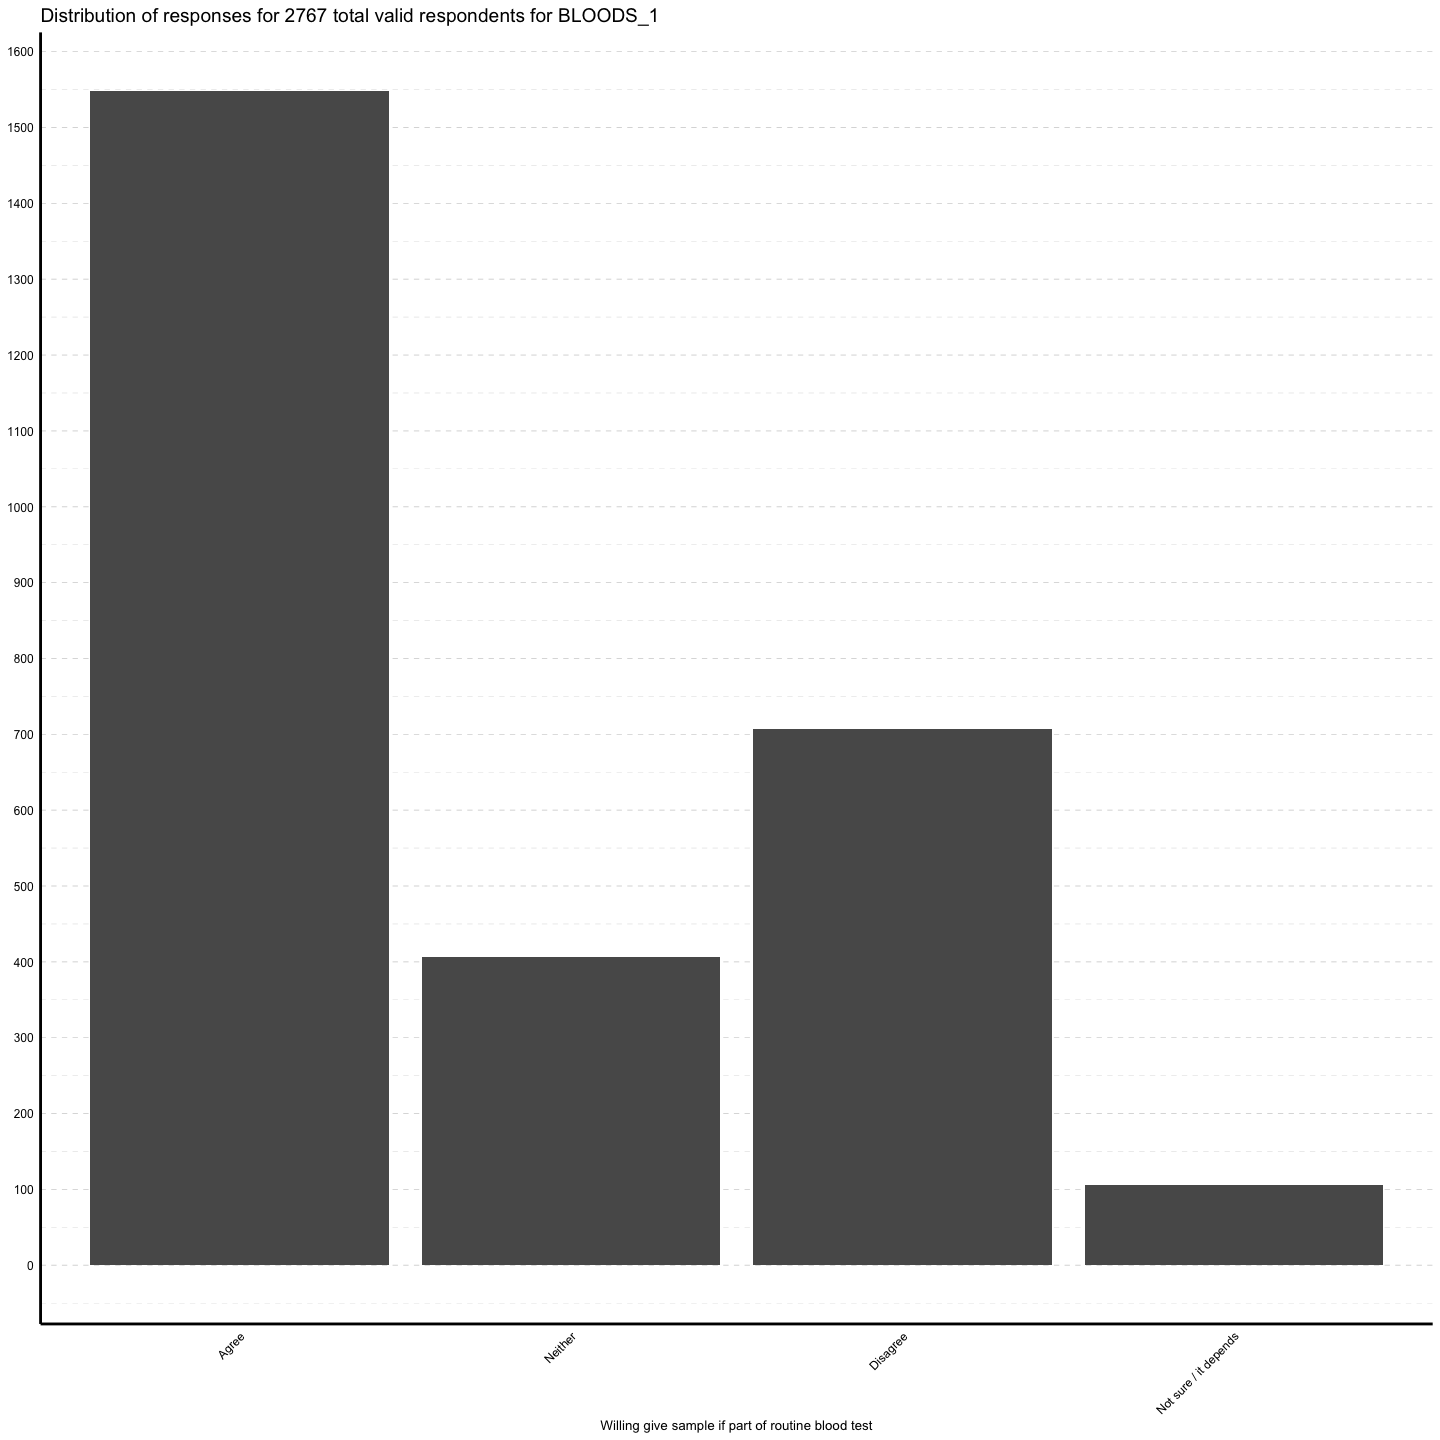 Distribution of responses for 2767 total valid respondents for BLOODS_1
1600
1500
1400
1300
1200
1100
1000
900
800
700
600
500
400
300
200
100
0
Agree
Neither
Disagree
Not sure / it depends
Willing give sample if part of routine blood test